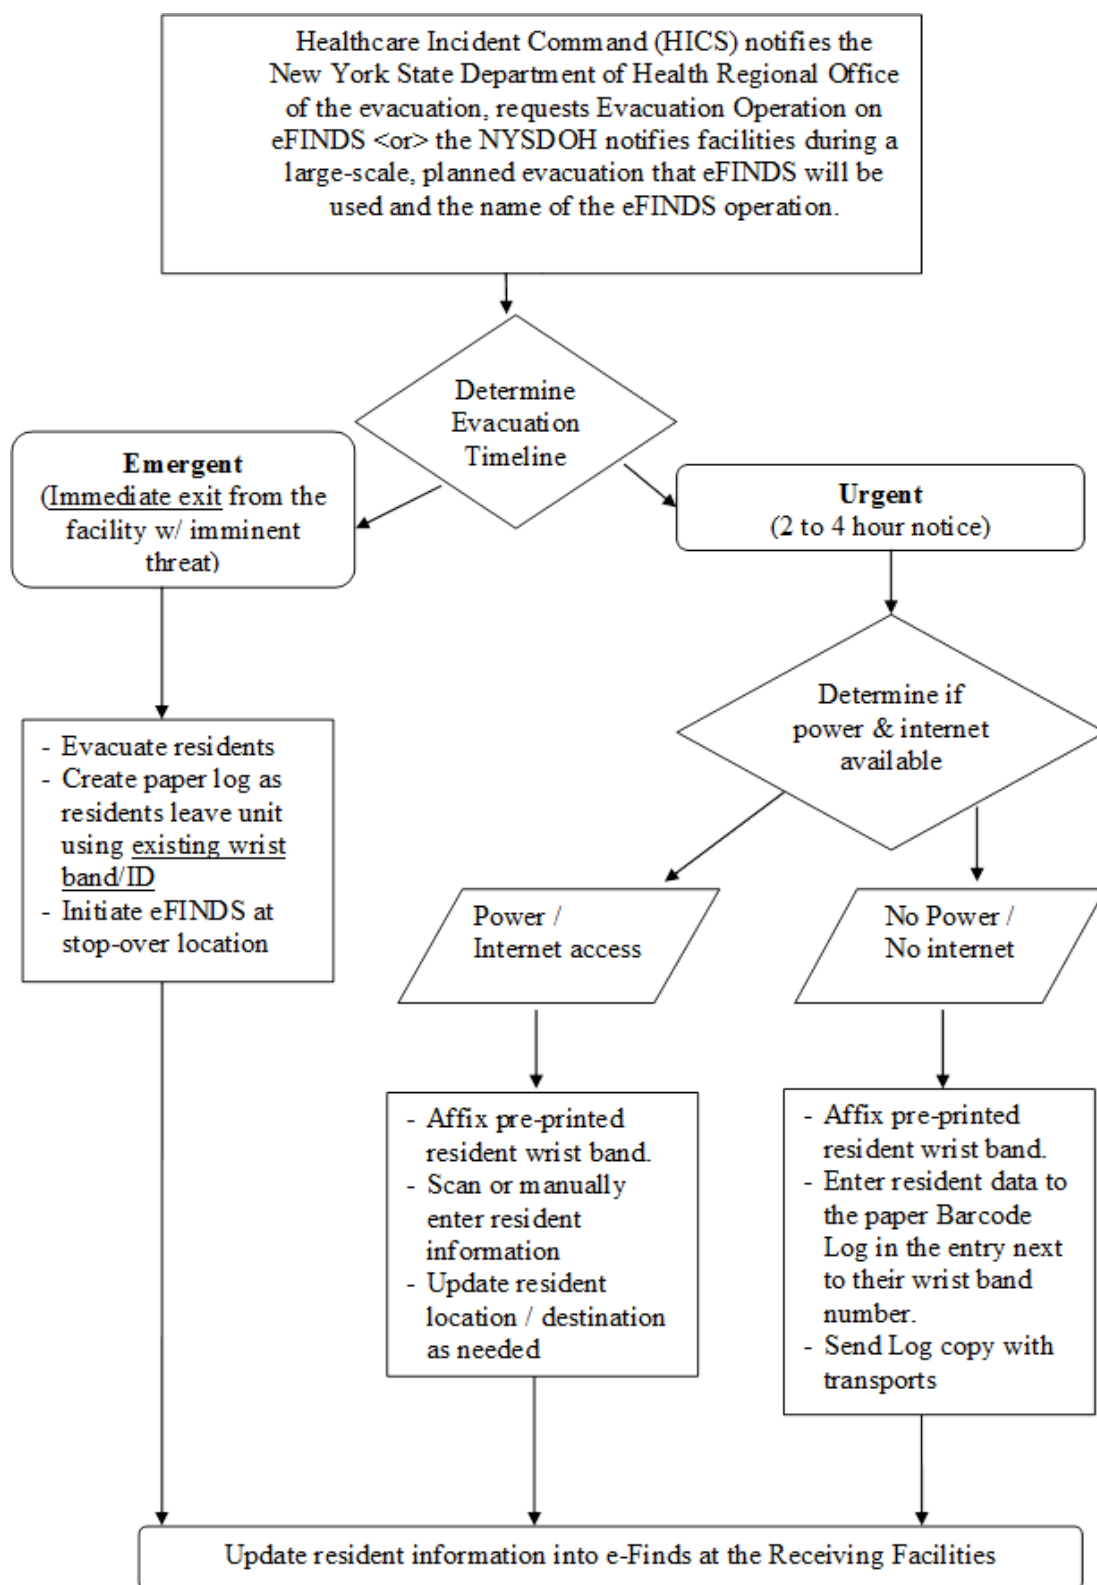 Healthcare Incident Command (HICS) notifies the
New York State Department of Health Regional Office
of the evacuation, requests Evacuation Operation on
eFINDS <or> the NYSDOH notifies facilities during a
large-scale, planned evacuation that eFINDS will be
used and the name of the eFINDS operation.
Determine
Evacuation
Timeline
Emergent
(Immediate exit from the
facility w/ imminent
threat)
Urgent
(2 to 4 hour notice)
Determine if
power & internet
available
- Evacuate residents
- Create paper log as
residents leave unit
using existing wrist
band/ID
- Initiate eFINDS at
stop-over location
Power /
Internet access
No Power /
No internet
- Affix pre-printed
resident wrist band.
- Scan or manually
enter resident
information
- Update resident
location / destination
as needed
- Affix pre-printed
resident wrist band.
- Enter resident data to
the paper Barcode
Log in the entry next
to their wrist band
number.
- Send Log copy with
transports
Update resident information into e-Finds at the Receiving Facilities